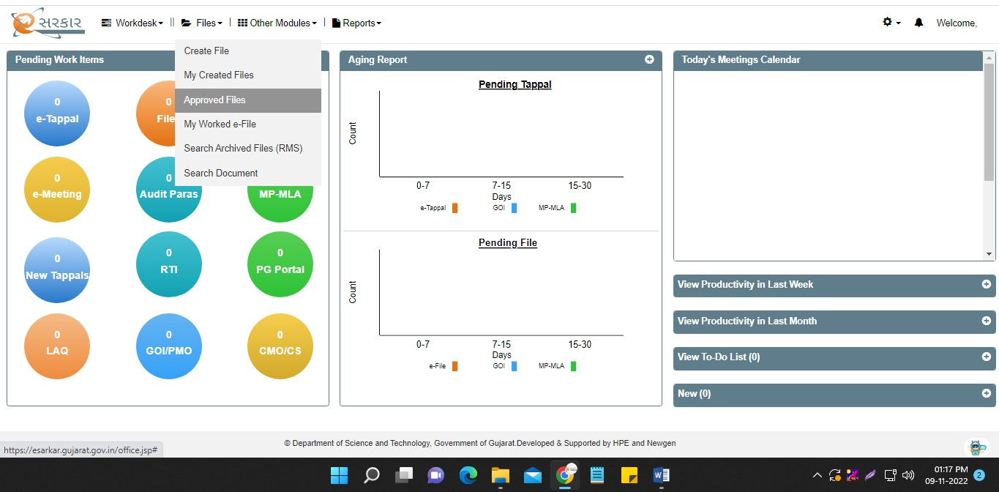 સરકાર
Workdesk
Files
Other Modules
Reports
Welcome,
Create File
My Created Files
Approved Files
My Worked e-File
Search Archived Files (RMS)
Search Document
Pending Work Items
0
e-Tappal
0
File
0
e-Meeting
0
Audit Paras
MP-MLA
0
New Tappals
0
RTI
0
PG Portal
0
LAQ
0
GOI/PMO
0
CMO/CS
Aging Report
Pending Tappal
Count
0-7 7-15 15-30
Days
e-Tappal GOI MP-MLA
Pending File
Count
0-7 7-15 15-30
Days
e-File GOI MP-MLA
Today's Meetings Calendar
View Productivity in Last Week
View Productivity in Last Month
View To-Do List (0)
New (0)
© Department of Science and Technology, Government of Gujarat.Developed & Supported by HPE and Newgen
https://esarkar.gujarat.gov.in/office.jsp#
01:17 PM
09-11-2022
2